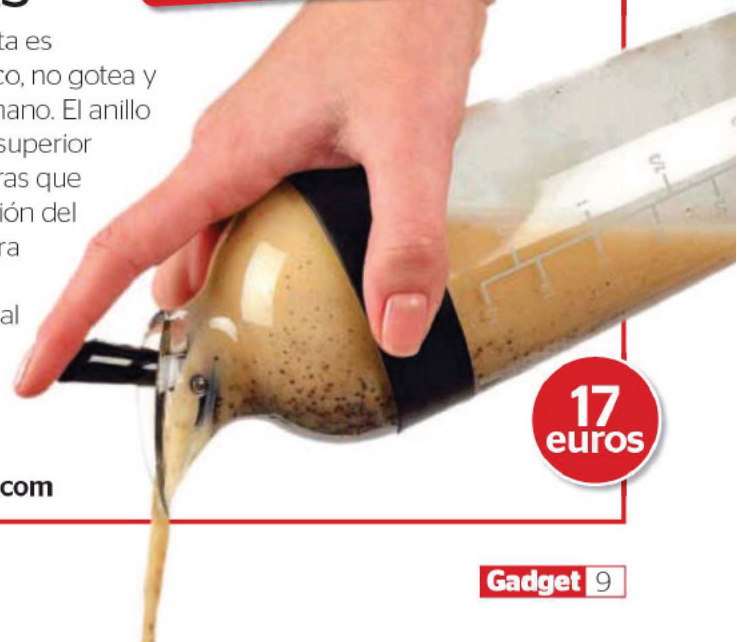 ta es
co, no gotea y
mano. El anillo
superior
ras que
ión del
ra
al
.com
17
euros
Gadget 9